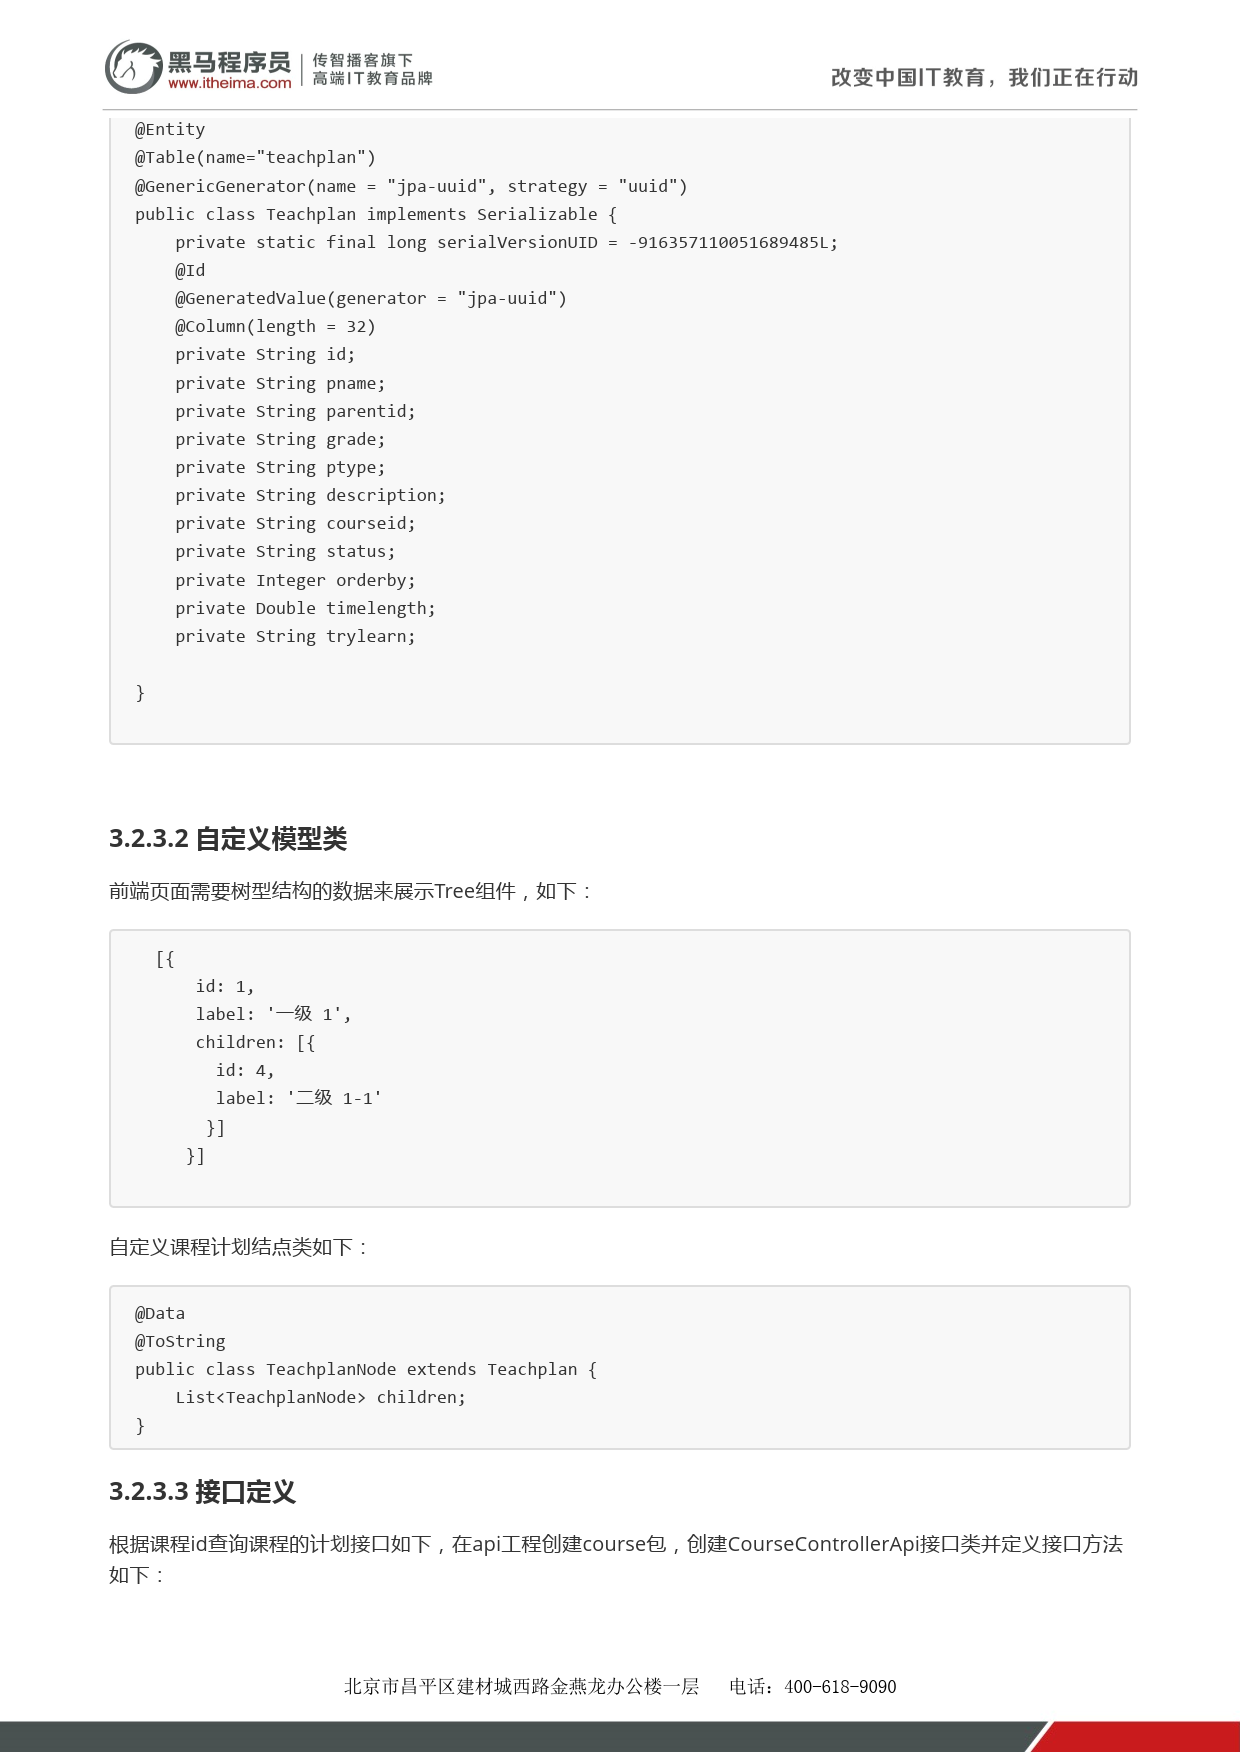 黑马程序员
www.itheima.com
传智播客旗下
高端IT教育品牌
改变中国IT教育，我们正在行动
@Entity
@Table(name="teachplan")
@GenericGenerator(name = "jpa-uuid", strategy = "uuid")
public class Teachplan implements Serializable {
    private static final long serialVersionUID = -916357110051689485L;
    @Id
    @GeneratedValue(generator = "jpa-uuid")
    @Column(length = 32)
    private String id;
    private String pname;
    private String parentid;
    private String grade;
    private String ptype;
    private String description;
    private String courseid;
    private String status;
    private Integer orderby;
    private Double timelength;
    private String trylearn;
}
3.2.3.2 自定义模型类
前端页面需要树型结构的数据来展示Tree组件，如下：
  [{
      id: 1,
      label: '一级 1',
      children: [{
        id: 4,
        label: '二级 1-1'
       }]
     }]
自定义课程计划结点类如下：
@Data
@ToString
public class TeachplanNode extends Teachplan {
    List<TeachplanNode> children;
}
3.2.3.3 接口定义
根据课程id查询课程的计划接口如下，在api工程创建course包，创建CourseControllerApi接口类并定义接口方法
如下：
北京市昌平区建材城西路金燕龙办公楼一层 电话：400-618-9090